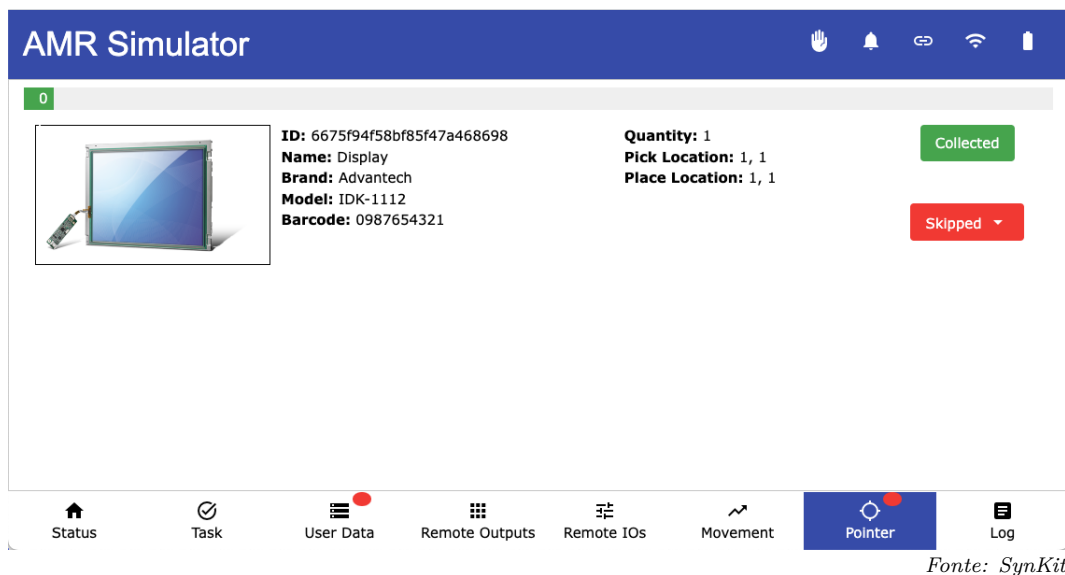 AMR Simulator
0
ID: 6675f94f58bf85f47a468698
Name: Display
Brand: Advantech
Model: IDK-1112
Barcode: 0987654321
Quantity: 1
Pick Location: 1, 1
Place Location: 1, 1
Collected
Skipped
Status
Task
User Data
Remote Outputs
Remote IOs
Movement
Pointer
Log
Fonte: SynKit